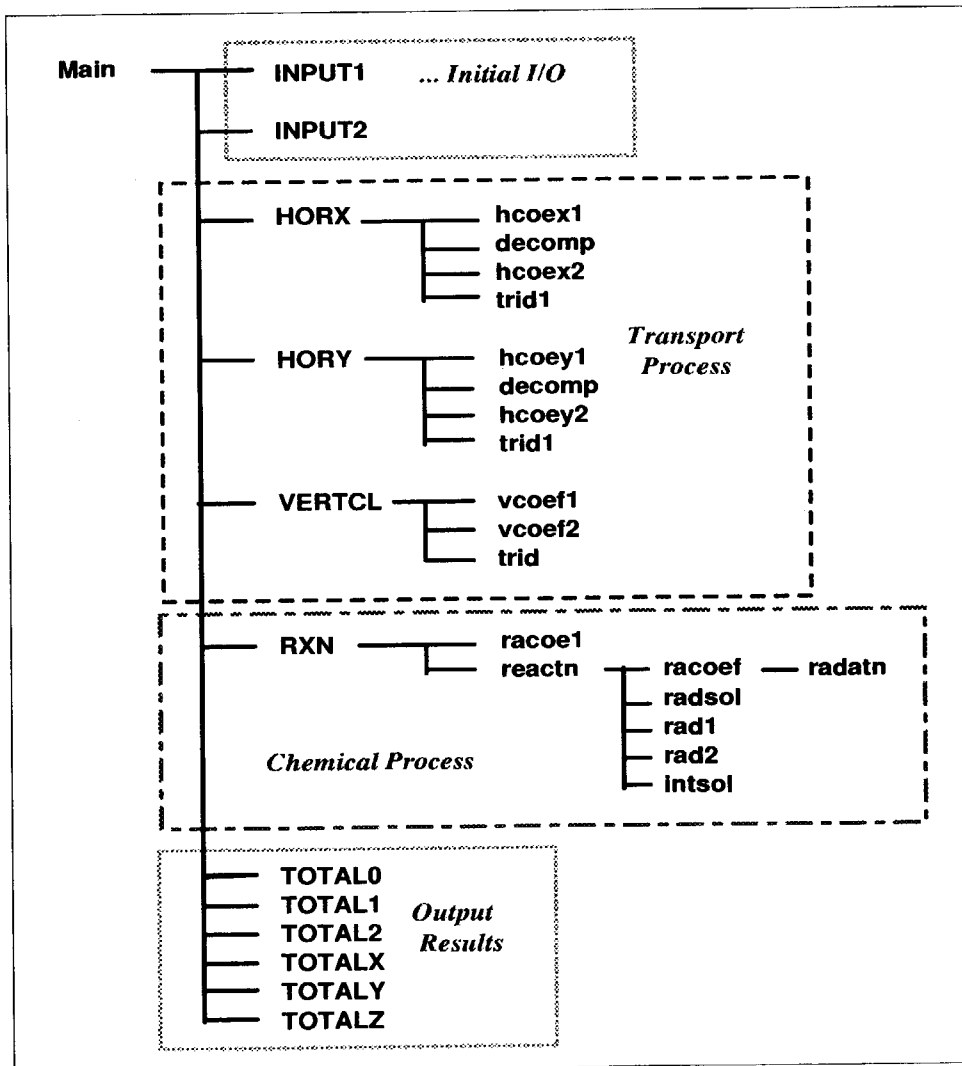 Main INPUT1 ... Initial I/O
INPUT2
HORX hcoex1
decomp
hcoex2
trid1
HORY hcoey1
decomp
hcoey2
trid1
Transport
Process
VERTCL vcoef1
vcoef2
trid
RXN racoe1
reactn racoef radatn
radsol
rad1
rad2
intsol
Chemical Process
TOTAL0
TOTAL1
TOTAL2
TOTALX
TOTALY
TOTALZ
Output
Results